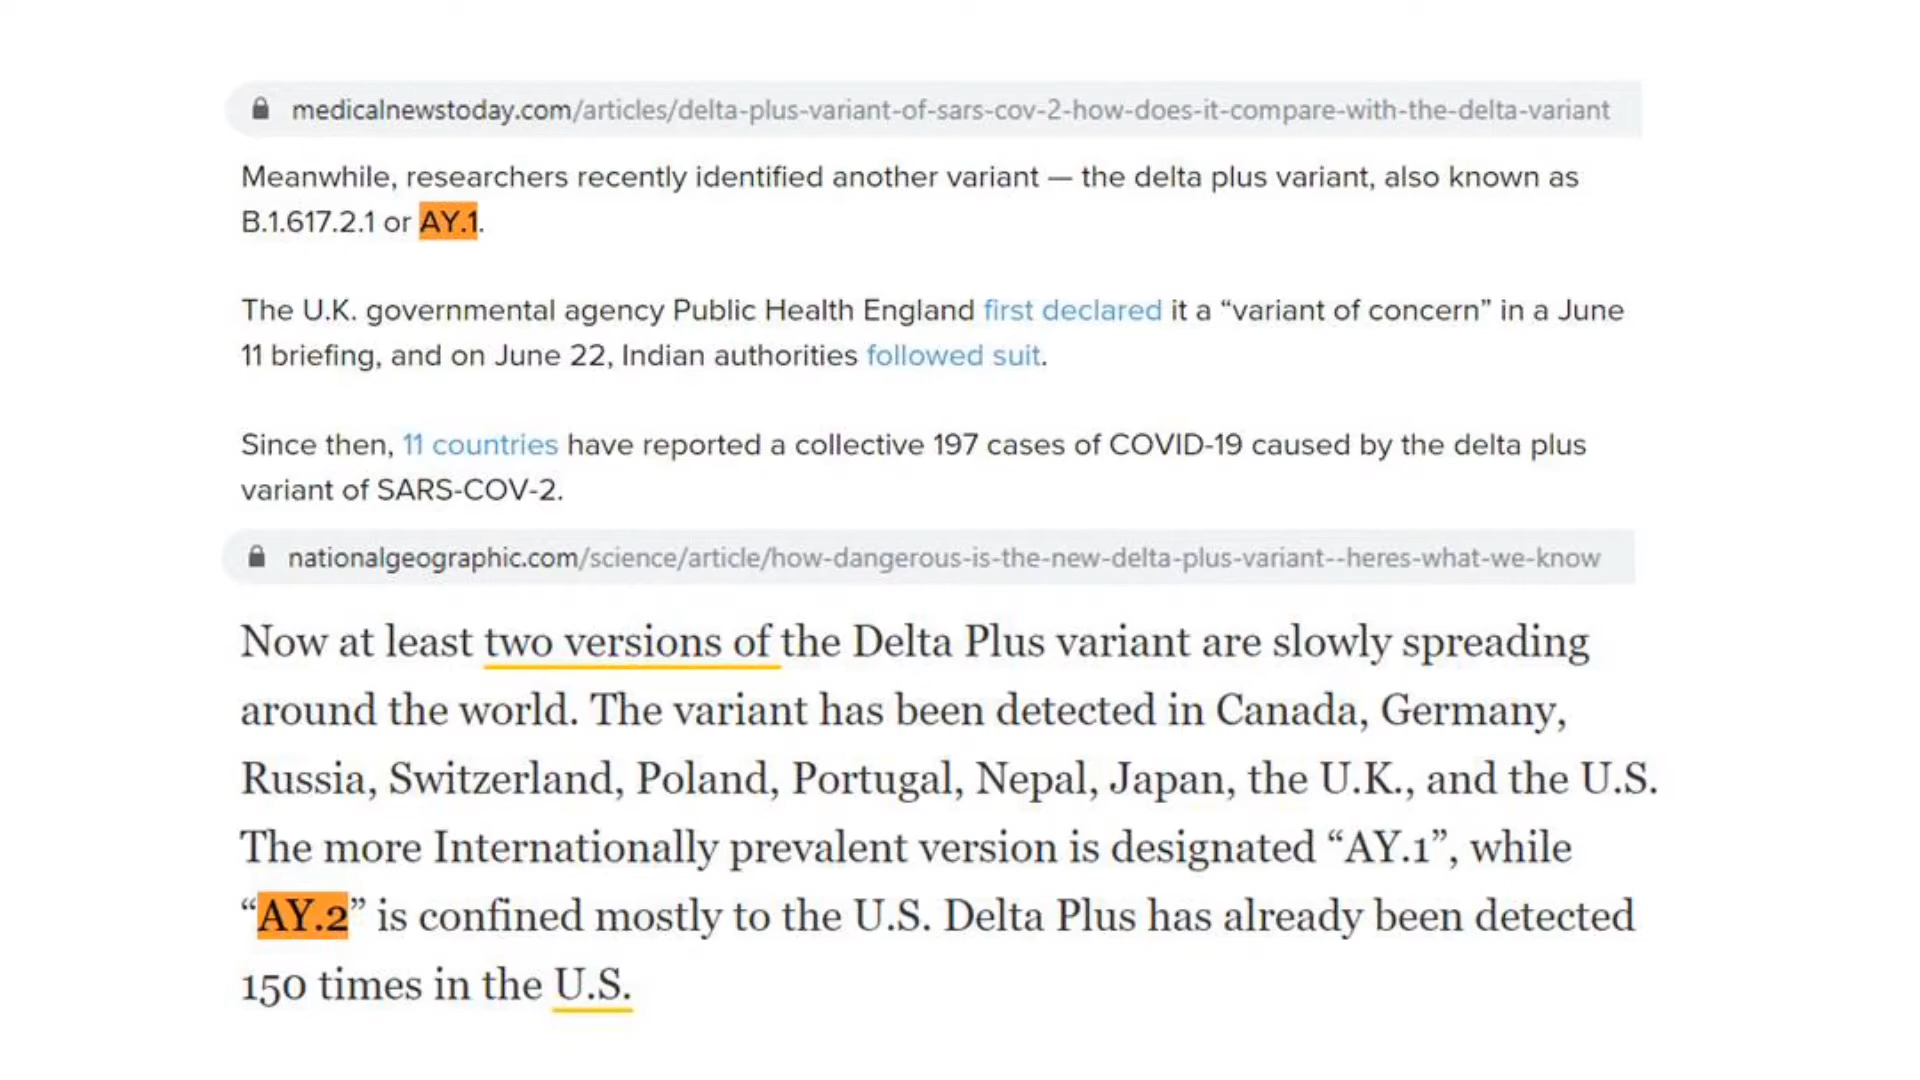 medicalnewstoday.com/articles/delta-plus-variant-of-sars-cov-2-how-does-it-compare-with-the-delta-variant
Meanwhile, researchers recently identified another variant — the delta plus variant, also known as
B.1.617.2.1 or AY.1.
The U.K. governmental agency Public Health England first declared it a “variant of concern” in a June
11 briefing, and on June 22, Indian authorities followed suit.
Since then, 11 countries have reported a collective 197 cases of COVID-19 caused by the delta plus
variant of SARS-COV-2.
nationalgeographic.com/science/article/how-dangerous-is-the-new-delta-plus-variant--heres-what-we-know
Now at least two versions of the Delta Plus variant are slowly spreading
around the world. The variant has been detected in Canada, Germany,
Russia, Switzerland, Poland, Portugal, Nepal, Japan, the U.K., and the U.S.
The more Internationally prevalent version is designated “AY.1”, while
“AY.2” is confined mostly to the U.S. Delta Plus has already been detected
150 times in the U.S.